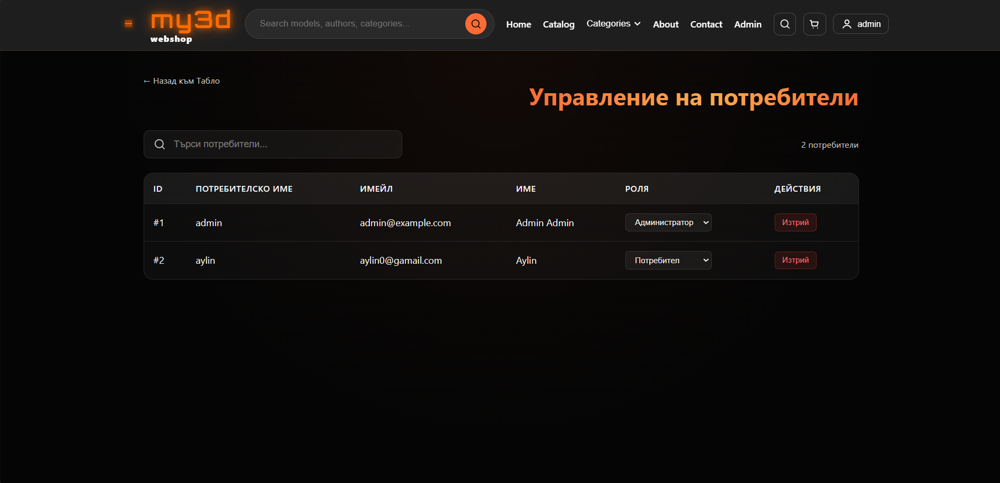 my3d
webshop
Search models, authors, categories...
Home
Catalog
Categories
About
Contact
Admin
admin
← Назад към Табло
Управление на потребители
Търси потребители...
2 потребители
ID ПОТРЕБИТЕЛСКО ИМЕ ИМЕЙЛ ИМЕ РОЛЯ ДЕЙСТВИЯ
#1 admin admin@example.com Admin Admin Администратор Изтрий
#2 aylin aylin0@gamail.com Aylin Потребител Изтрий